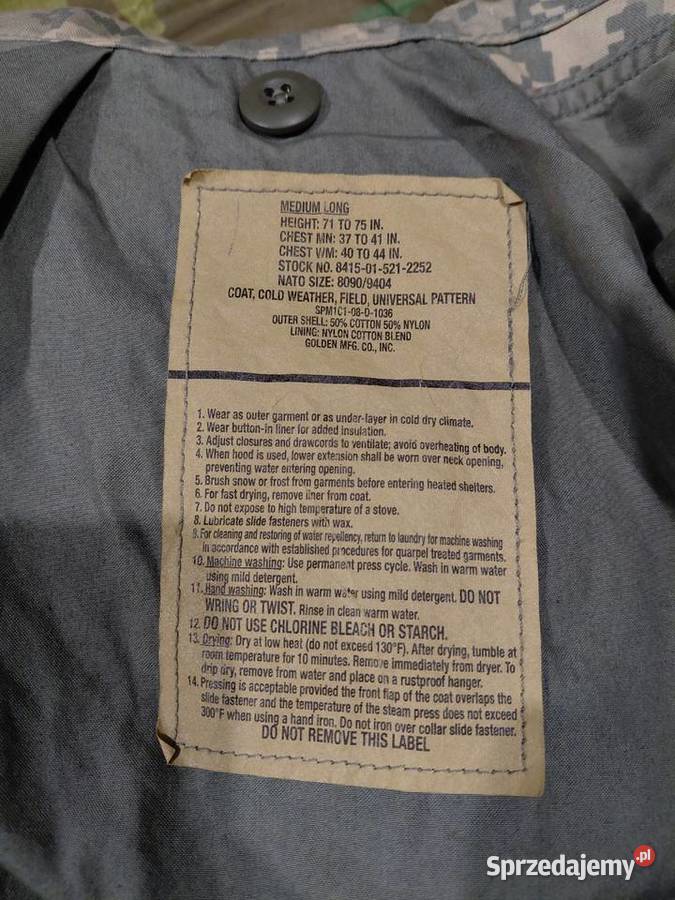 MEDIUM LONG
HEIGHT: 71 TO 75 IN.
CHEST MN: 37 TO 41 IN.
CHEST V/M: 40 TO 44 IN.
STOCK NO. 8415-01-521-2252
NATO SIZE: 8090/9404
COAT, COLD WEATHER, FIELD, UNIVERSAL PATTERN
SPM1C1-08-D-1036
OUTER SHELL: 50% COTTON 50% NYLON
LINING: NYLON COTTON BLEND
GOLDEN MFG. CO., INC.
1. Wear as outer garment or as under-layer in cold dry climate.
2. Wear button-in liner for added insulation.
3. Adjust closures and drawcords to ventilate; avoid overheating of body.
4. When hood is used, lower extension shall be worn over neck opening,
preventing water entering opening.
5. Brush snow or frost from garments before entering heated shelters.
6. For fast drying, remove liner from coat.
7. Do not expose to high temperature of a stove.
8. Lubricate slide fasteners with wax.
9. For cleaning and restoring of water repellency, return to laundry for machine washing
in accordance with established procedures for quarpel treated garments.
10. Machine washing: Use permanent press cycle. Wash in warm water
using mild detergent.
11. Hand washing: Wash in warm water using mild detergent. DO NOT
WRING OR TWIST. Rinse in clean warm water.
12. DO NOT USE CHLORINE BLEACH OR STARCH.
13. Drying: Dry at low heat (do not exceed 130°F). After drying, tumble at
room temperature for 10 minutes. Remove immediately from dryer. To
drip dry, remove from water and place on a rustproof hanger.
14. Pressing is acceptable provided the front flap of the coat overlaps the
slide fastener and the temperature of the steam press does not exceed
300°F when using a hand iron. Do not iron over collar slide fastener.
DO NOT REMOVE THIS LABEL
Sprzedajemy.pl